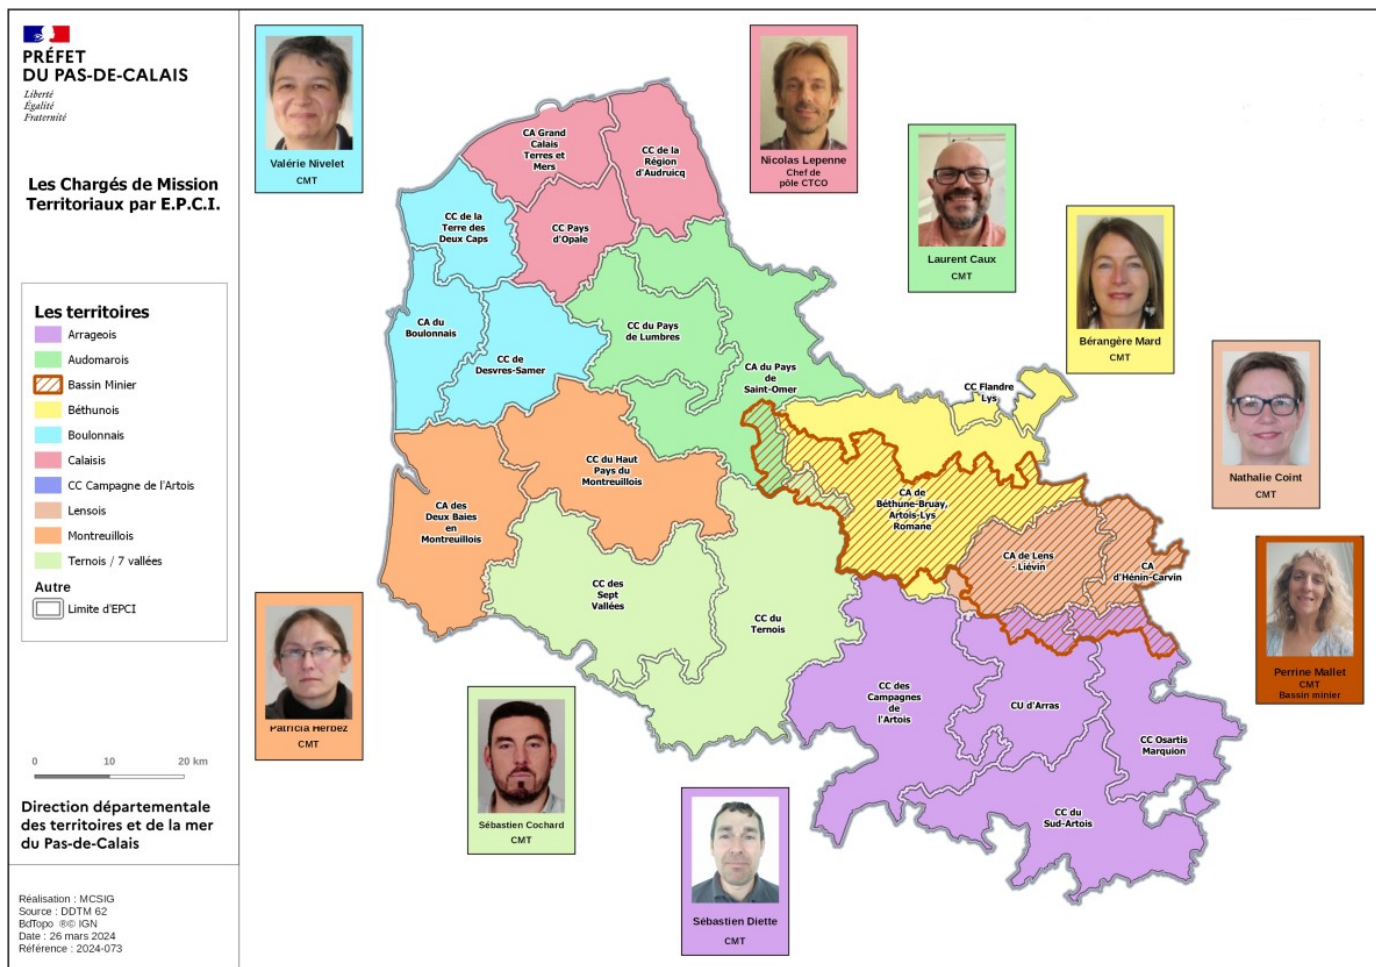 PRÉFET
DU PAS-DE-CALAIS
Liberté
Égalité
Fraternité
Les Chargés de Mission
Territoriaux par E.P.C.I.
Les territoires
Arrageois
Audomarois
Bassin Minier
Béthunois
Boulonnais
Calaisis
CC Campagne de l'Artois
Lensois
Montreuillois
Ternois / 7 vallées
Autre
Limite d'EPCI
0 10 20 km
Direction départementale
des territoires et de la mer
du Pas-de-Calais
Réalisation : MCSIG
Source : DDTM 62
BdTopo ®© IGN
Date : 26 mars 2024
Référence : 2024-073
Valérie Nivelet
CMT
Nicolas Lepenne
Chef de
pôle CTCO
Laurent Caux
CMT
Bérangère Mard
CMT
Nathalie Coint
CMT
Perrine Mallet
CMT
Bassin minier
Patricia Herbez
CMT
Sébastien Cochard
CMT
Sébastien Diette
CMT
CA Grand
Calais
Terres et
Mers
CC de la
Région
d'Audruicq
CC de la
Terre des
Deux Caps
CC Pays
d'Opale
CA du
Boulonnais
CC de
Desvres-Samer
CC du Pays
de Lumbres
CA du Pays
de
Saint-Omer
CC Flandre
Lys
CC du Haut
Pays du
Montreuillois
CA des
Deux Baies
en
Montreuillois
CA de
Béthune-Bruay,
Artois-Lys
Romane
CA de Lens
- Liévin
CA
d'Hénin-Carvin
CC des
Sept
Vallées
CC du
Ternois
CC des
Campagnes
de
l'Artois
CU d'Arras
CC Osartis
Marquion
CC du
Sud-Artois